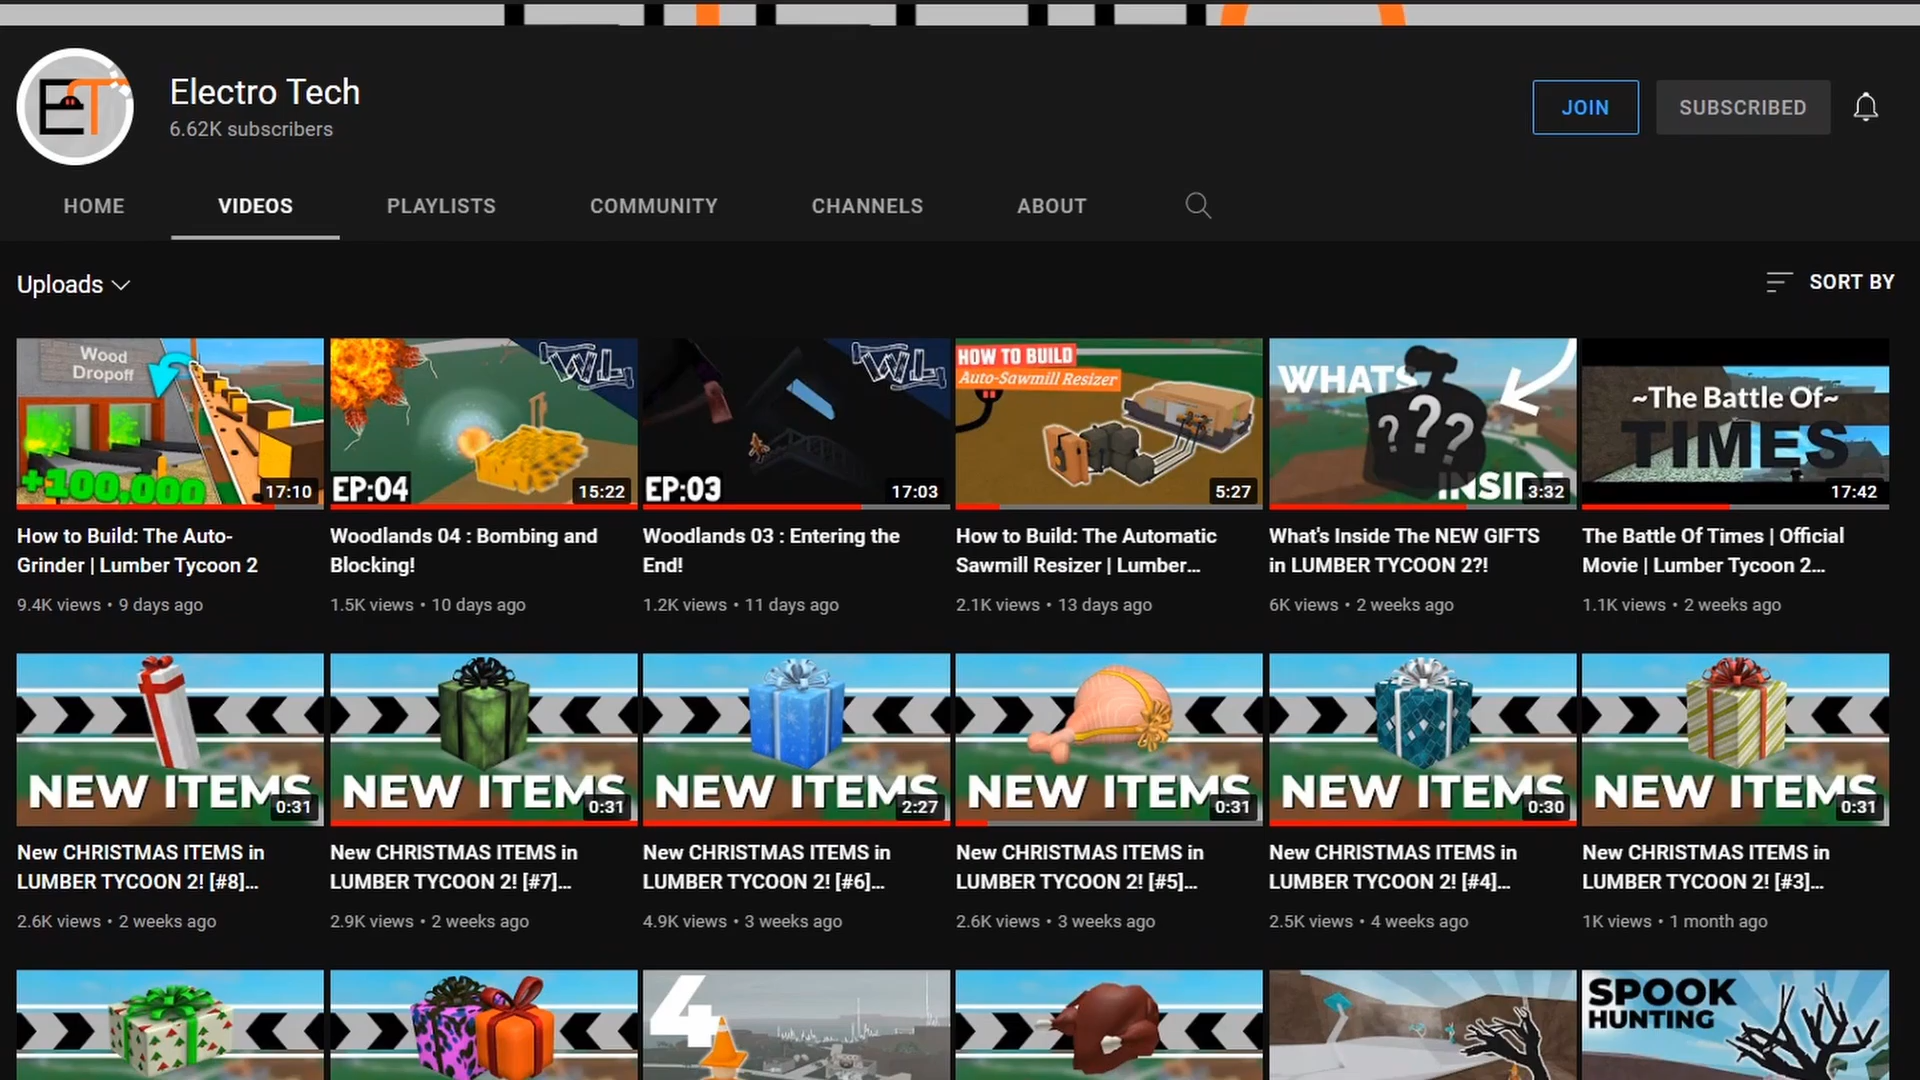 ET
Electro Tech
6.62K subscribers
JOIN
SUBSCRIBED
HOME
VIDEOS
PLAYLISTS
COMMUNITY
CHANNELS
ABOUT
Uploads
SORT BY
Wood
Dropoff
+100,000
17:10
WL
EP:04
15:22
WL
EP:03
17:03
HOW TO BUILD
Auto-Sawmill Resizer
5:27
WHATS
???
INSIDE
3:32
~The Battle Of~
TIMES
17:42
How to Build: The Auto-
Grinder | Lumber Tycoon 2
9.4K views • 9 days ago
Woodlands 04 : Bombing and
Blocking!
1.5K views • 10 days ago
Woodlands 03 : Entering the
End!
1.2K views • 11 days ago
How to Build: The Automatic
Sawmill Resizer | Lumber...
2.1K views • 13 days ago
What's Inside The NEW GIFTS
in LUMBER TYCOON 2?!
6K views • 2 weeks ago
The Battle Of Times | Official
Movie | Lumber Tycoon 2...
1.1K views • 2 weeks ago
NEW ITEMS
0:31
NEW ITEMS
0:31
NEW ITEMS
2:27
NEW ITEMS
0:31
NEW ITEMS
0:30
NEW ITEMS
0:31
New CHRISTMAS ITEMS in
LUMBER TYCOON 2! [#8]...
2.6K views • 2 weeks ago
New CHRISTMAS ITEMS in
LUMBER TYCOON 2! [#7]...
2.9K views • 2 weeks ago
New CHRISTMAS ITEMS in
LUMBER TYCOON 2! [#6]...
4.9K views • 3 weeks ago
New CHRISTMAS ITEMS in
LUMBER TYCOON 2! [#5]...
2.6K views • 3 weeks ago
New CHRISTMAS ITEMS in
LUMBER TYCOON 2! [#4]...
2.5K views • 4 weeks ago
New CHRISTMAS ITEMS in
LUMBER TYCOON 2! [#3]...
1K views • 1 month ago
4
SPOOK
HUNTING